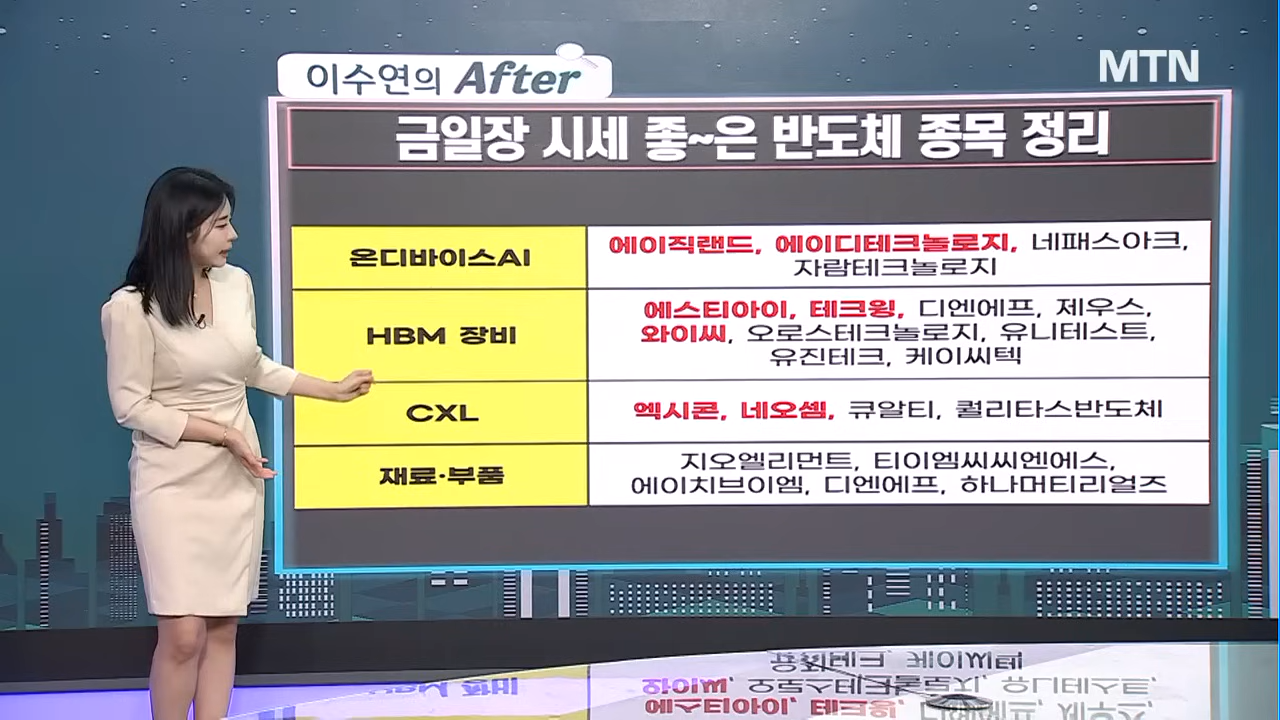 MTN
이수연의 After
금일장 시세 좋~은 반도체 종목 정리
온디바이스AI
에이직랜드, 에이디테크놀로지, 네패스아크,
자람테크놀로지
HBM 장비
에스티아이, 테크윙, 디엔에프, 제우스,
와이씨, 오로스테크놀로지, 유니테스트,
유진테크, 케이씨텍
CXL
엑시콘, 네오셈, 큐알티, 퀄리타스반도체
재료·부품
지오엘리먼트, 티이엠씨씨엔에스,
에이치브이엠, 디엔에프, 하나머티리얼즈